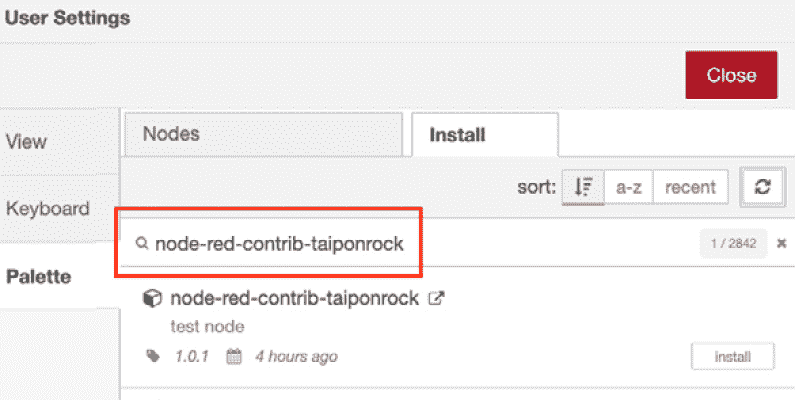 User Settings
Close
View
Keyboard
Palette
Nodes
Install
sort: a-z recent
node-red-contrib-taiponrock 1 / 2842
node-red-contrib-taiponrock
test node
1.0.1 4 hours ago install